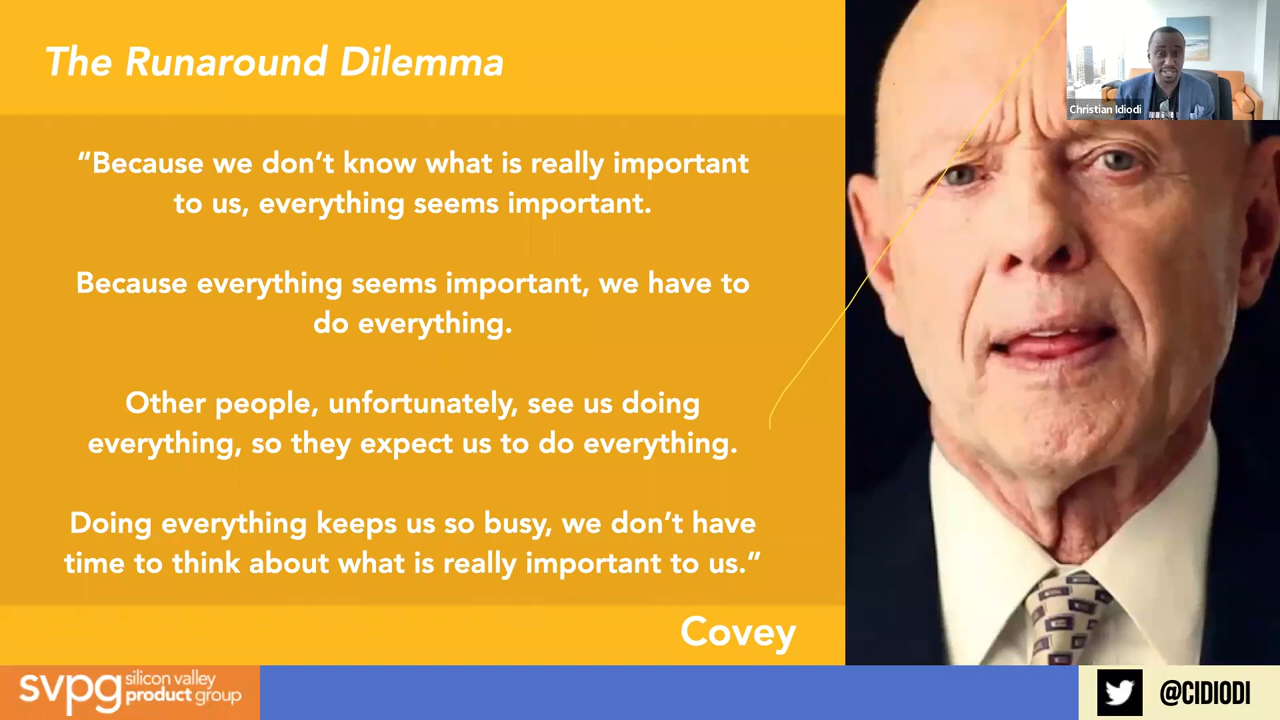 The Runaround Dilemma
“Because we don’t know what is really important
to us, everything seems important.
Because everything seems important, we have to
do everything.
Other people, unfortunately, see us doing
everything, so they expect us to do everything.
Doing everything keeps us so busy, we don’t have
time to think about what is really important to us.”
Covey
Christian Idiodi
svpg silicon valley
product group
@CIDIODI